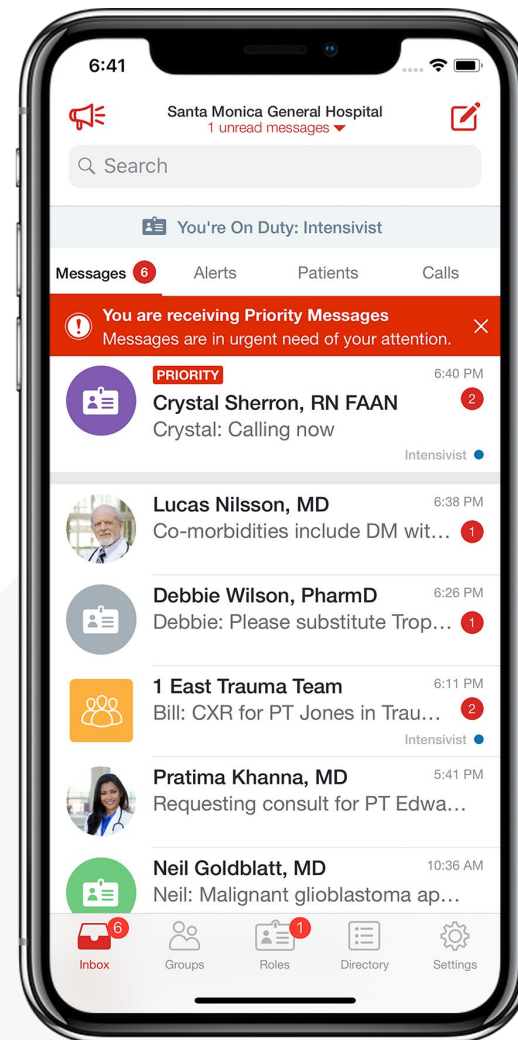 6:41
Santa Monica General Hospital
1 unread messages
Search
You're On Duty: Intensivist
Messages 6 Alerts Patients Calls
You are receiving Priority Messages
Messages are in urgent need of your attention.
PRIORITY 6:40 PM
Crystal Sherron, RN FAAN 2
Crystal: Calling now
Intensivist
Lucas Nilsson, MD 6:38 PM
Co-morbidities include DM wit... 1
Debbie Wilson, PharmD 6:26 PM
Debbie: Please substitute Trop... 1
1 East Trauma Team 6:11 PM
Bill: CXR for PT Jones in Trau... 2
Intensivist
Pratima Khanna, MD 5:41 PM
Requesting consult for PT Edwa...
Neil Goldblatt, MD 10:36 AM
Neil: Malignant glioblastoma ap...
6 1
Inbox Groups Roles Directory Settings